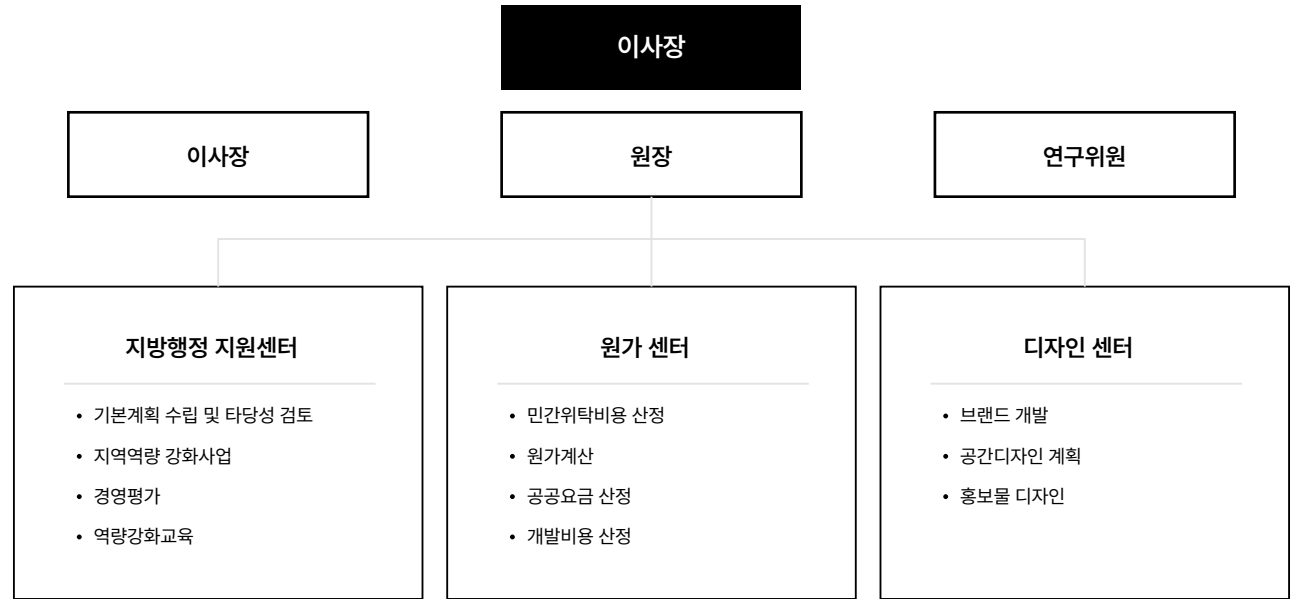 이사장
이사장
원장
연구위원
지방행정 지원센터
• 기본계획 수립 및 타당성 검토
• 지역역량 강화사업
• 경영평가
• 역량강화교육
원가 센터
• 민간위탁비용 산정
• 원가계산
• 공공요금 산정
• 개발비용 산정
디자인 센터
• 브랜드 개발
• 공간디자인 계획
• 홍보물 디자인